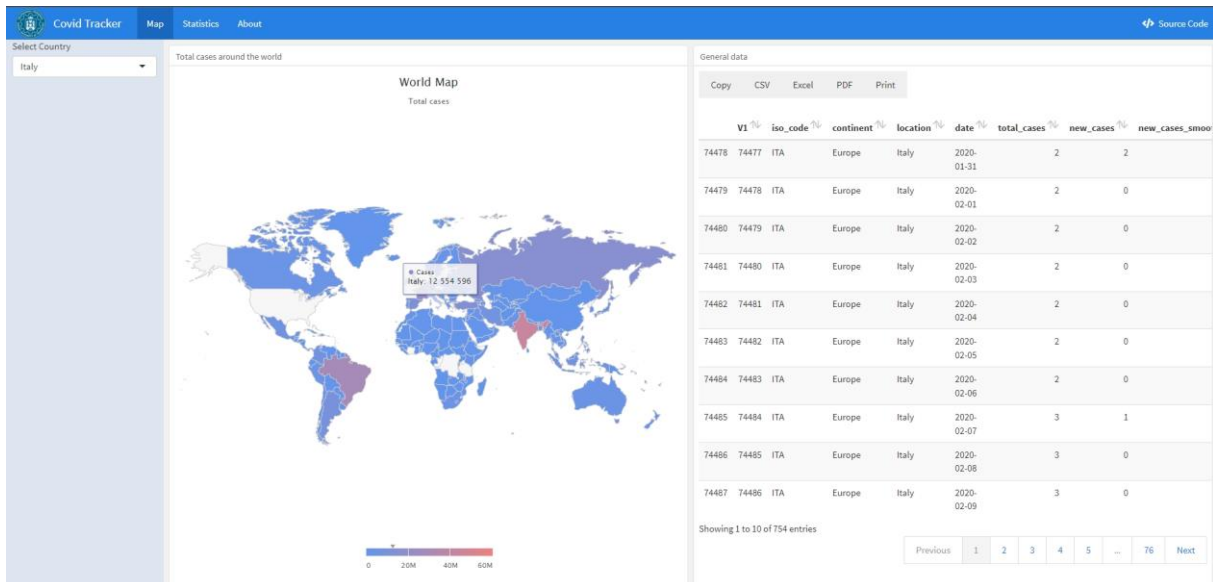 Covid Tracker Map Statistics About </> Source Code
Select Country
Italy
Total cases around the world
World Map
Total cases
Cases
Italy: 12 554 596
0 20M 40M 60M
General data
Copy CSV Excel PDF Print
V1 iso_code continent location date total_cases new_cases new_cases_smoo
74478 74477 ITA Europe Italy 2020-
01-31 2 2
74479 74478 ITA Europe Italy 2020-
02-01 2 0
74480 74479 ITA Europe Italy 2020-
02-02 2 0
74481 74480 ITA Europe Italy 2020-
02-03 2 0
74482 74481 ITA Europe Italy 2020-
02-04 2 0
74483 74482 ITA Europe Italy 2020-
02-05 2 0
74484 74483 ITA Europe Italy 2020-
02-06 2 0
74485 74484 ITA Europe Italy 2020-
02-07 3 1
74486 74485 ITA Europe Italy 2020-
02-08 3 0
74487 74486 ITA Europe Italy 2020-
02-09 3 0
Showing 1 to 10 of 754 entries
Previous 1 2 3 4 5 ... 76 Next